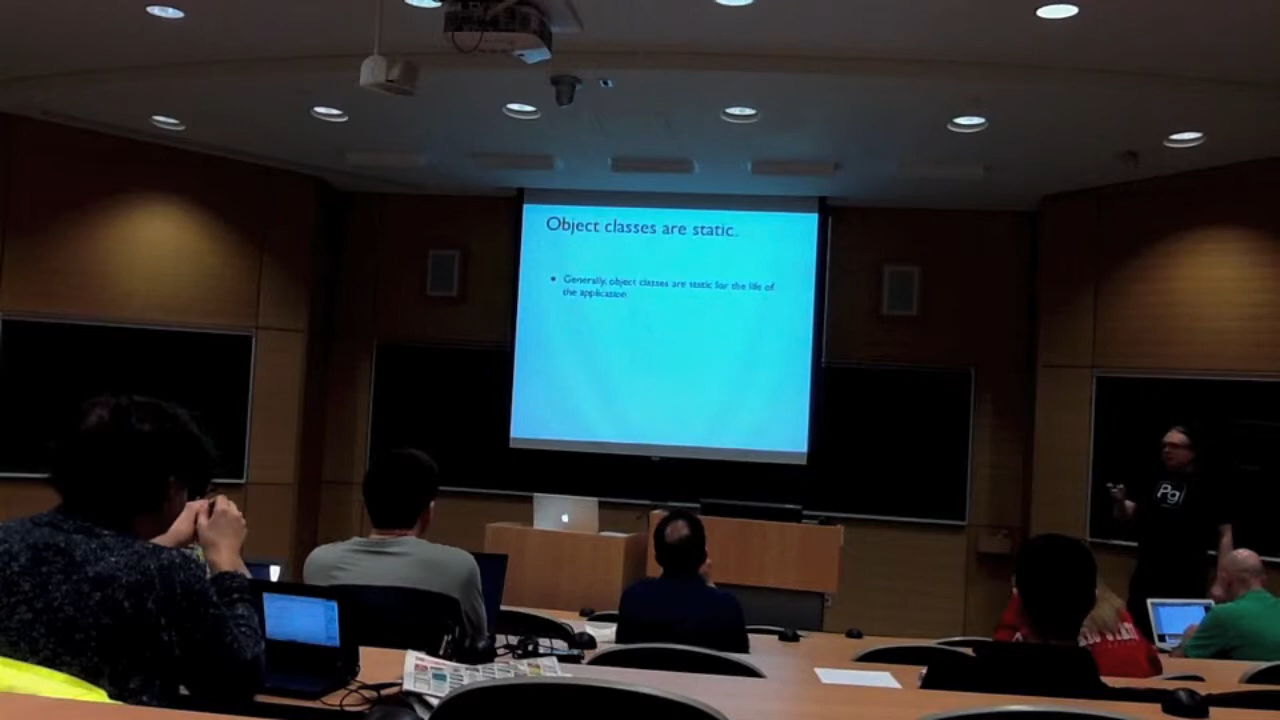 Object classes are static.
Generally, object classes are static for the life of
the application
Pg